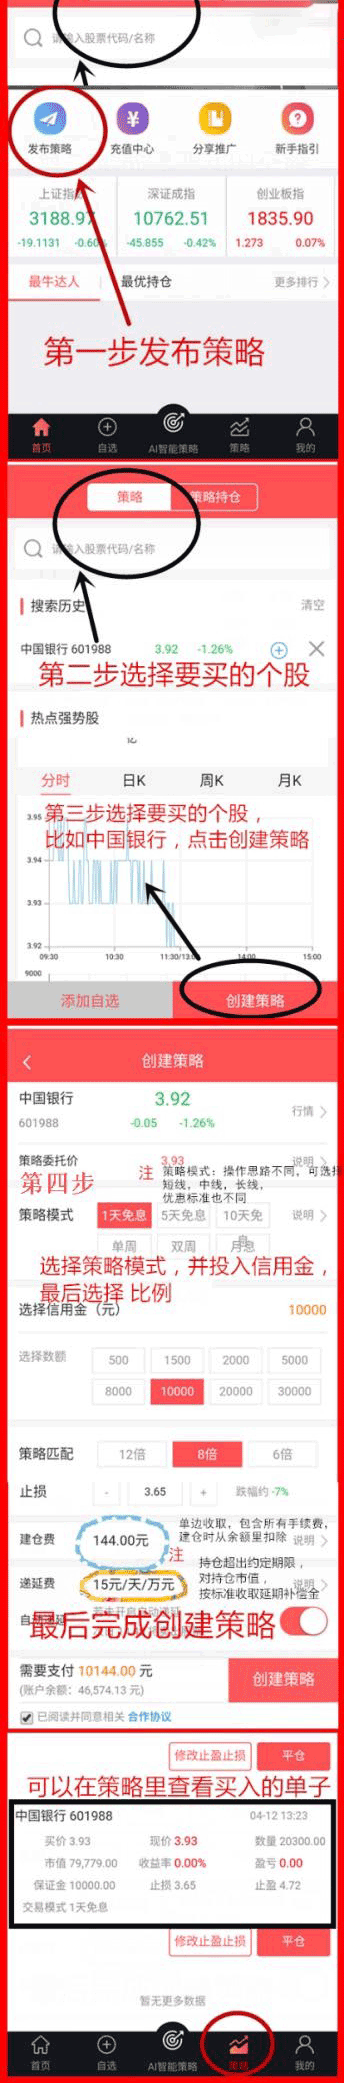 请输入股票代码/名称
发布策略
充值中心
分享推广
新手指引
上证指
深证成指
创业板指
3188.97
10762.51
1835.90
-19.1131 -0.60%
-45.855 -0.42%
1.273 0.07%
最牛达人
最优持仓
更多排行
第一步发布策略
首页
自选
AI智能策略
策略
我的
策略
策略持仓
请输入股票代码/名称
搜索历史
清空
中国银行 601988 3.92 -1.26%
第二步选择要买的个股
热点强势股
亿
分时 日K 周K 月K
第三步选择要买的个股，
比如中国银行，点击创建策略
3.95
3.94
3.93
3.92
09:30 10:30 11:30/13:0 14:00 15:00
9000
添加自选
创建策略
创建策略
中国银行 3.92
行情
601988 -0.05 -1.26%
策略委托价 3.93 说明
第四步
注 策略模式：操作思路不同，可选择
短线，中线，长线，
优惠标准也不同
策略模式 1天免息 5天免息 10天免
息
说明
单周 双周 月息
选择策略模式，并投入信用金，
最后选择 比例
选择信用金（元） 10000
选择数额 500 1500 2000 5000
8000 10000 20000 30000
策略匹配 12倍 8倍 6倍
止损 - 3.65 + 跌幅约 -7%
单边收取，包含所有手续费，
建仓时从余额里扣除
建仓费 144.00元 说明
注
持仓超出约定期限，
对持仓市值，
按标准收取延期补偿金
递延费 15元/天/万元 说明
最后完成创建策略
需要支付 10144.00 元
(账户余额：46,574.13 元)
创建策略
已阅读并同意相关 合作协议
修改止盈止损 平仓
可以在策略里查看买入的单子
中国银行 601988 04-12 13:23
买价 3.93 现价 3.93 数量 20300.00
市值 79,779.00 收益率 0.00% 盈亏 0.00
保证金 10000.00 止损 3.65 止盈 4.72
交易模式 1天免息
修改止盈止损 平仓
暂无更多数据
首页
自选
AI智能策略
策略
我的